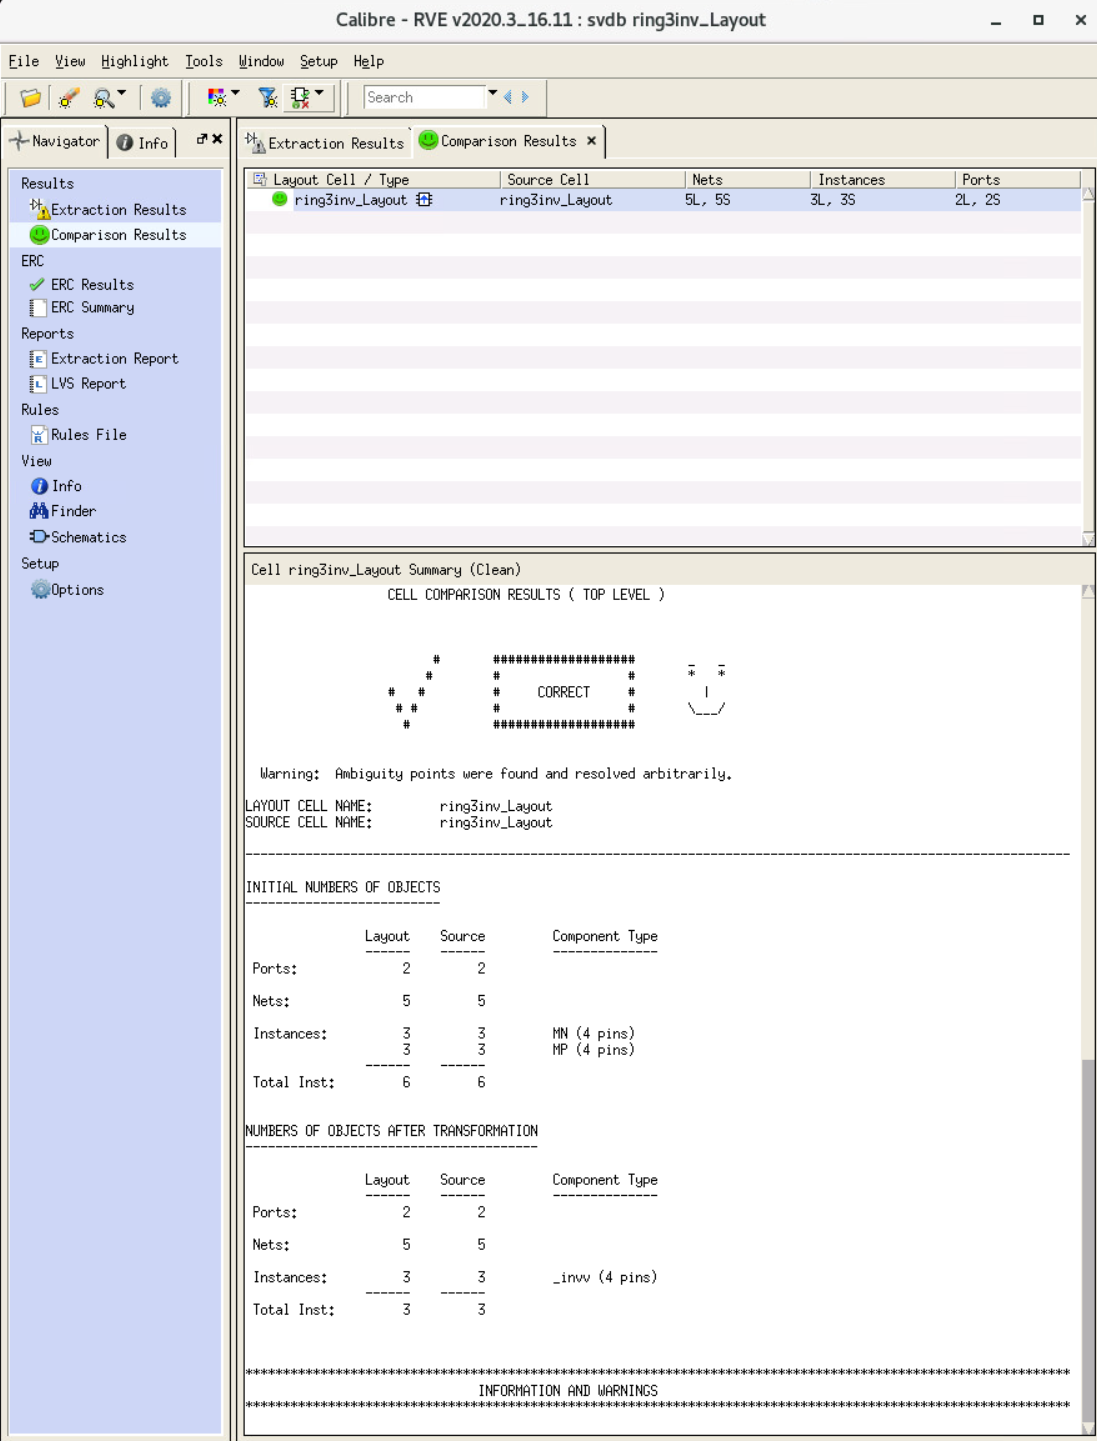 Calibre - RVE v2020.3_16.11 : svdb ring3inv_Layout
File View Highlight Tools Window Setup Help
Search
Navigator Info
Results
Extraction Results
Comparison Results
ERC
ERC Results
ERC Summary
Reports
Extraction Report
LVS Report
Rules
Rules File
View
Info
Finder
Schematics
Setup
Options
Extraction Results Comparison Results
Layout Cell / Type Source Cell Nets Instances Ports
ring3inv_Layout ring3inv_Layout 5L, 5S 3L, 3S 2L, 2S
Cell ring3inv_Layout Summary (Clean)
CELL COMPARISON RESULTS ( TOP LEVEL )
# ################### _ _
# # # * *
# # # CORRECT # |
# # # # \___/
# ###################
Warning: Ambiguity points were found and resolved arbitrarily.
LAYOUT CELL NAME: ring3inv_Layout
SOURCE CELL NAME: ring3inv_Layout
INITIAL NUMBERS OF OBJECTS
Layout Source Component Type
Ports: 2 2
Nets: 5 5
Instances: 3 3 MN (4 pins)
3 3 MP (4 pins)
Total Inst: 6 6
NUMBERS OF OBJECTS AFTER TRANSFORMATION
Layout Source Component Type
Ports: 2 2
Nets: 5 5
Instances: 3 3 _invv (4 pins)
Total Inst: 3 3
INFORMATION AND WARNINGS